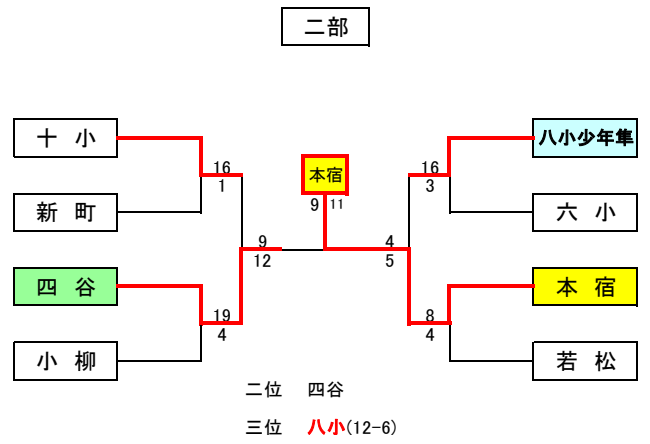 二部
十 小
八小少年隼
16
1
本宿
16
3
新 町
9 11
六 小
9
12
4
5
四 谷
本 宿
19
4
8
4
小 柳
若 松
二位 四谷
三位 八小(12-6)